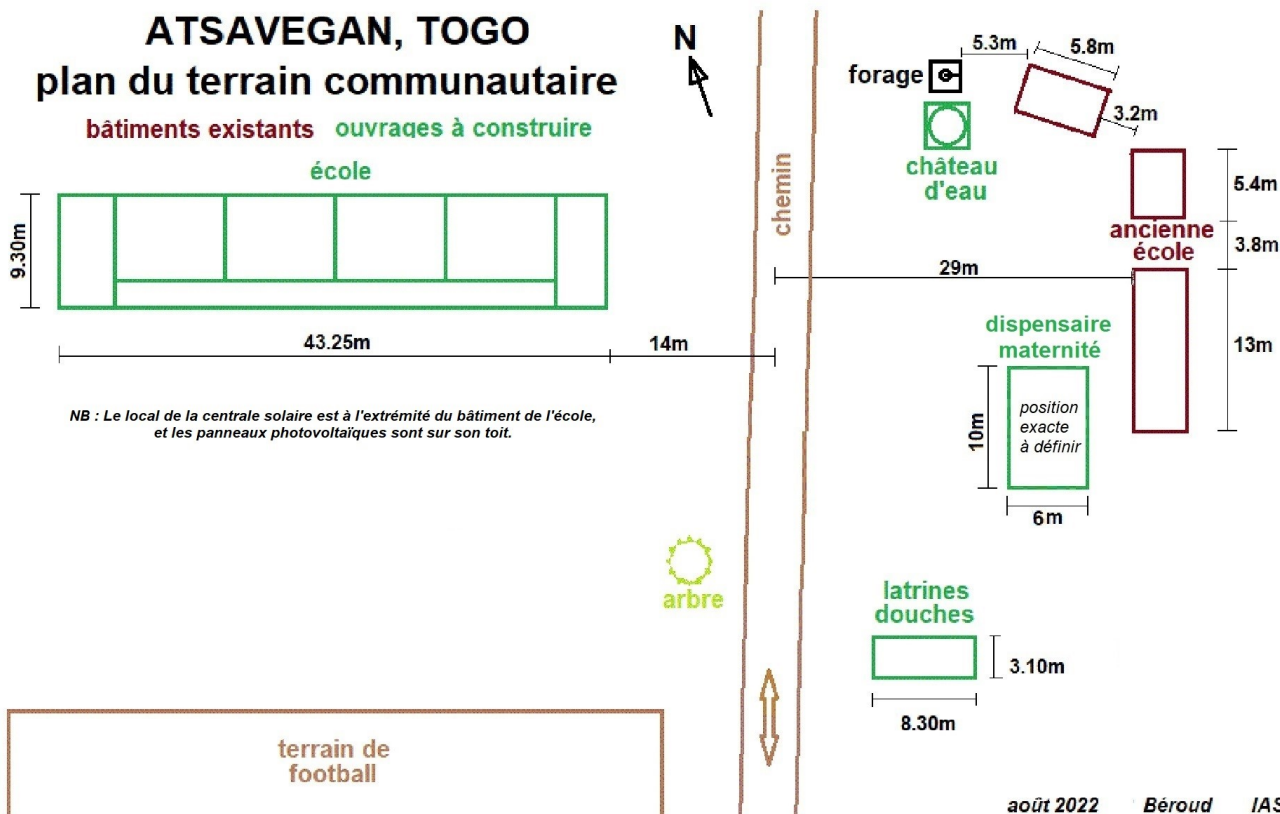 ATSAVEGAN, TOGO
plan du terrain communautaire
bâtiments existants ouvrages à construire
école
9.30m
43.25m
14m
NB : Le local de la centrale solaire est à l'extrémité du bâtiment de l'école,
et les panneaux photovoltaïques sont sur son toit.
N
chemin
forage
5.3m
5.8m
3.2m
château
d'eau
5.4m
ancienne
école
3.8m
29m
13m
dispensaire
maternité
position
exacte
à définir
10m
6m
arbre
latrines
douches
3.10m
8.30m
terrain de
football
août 2022 Béroud IAS